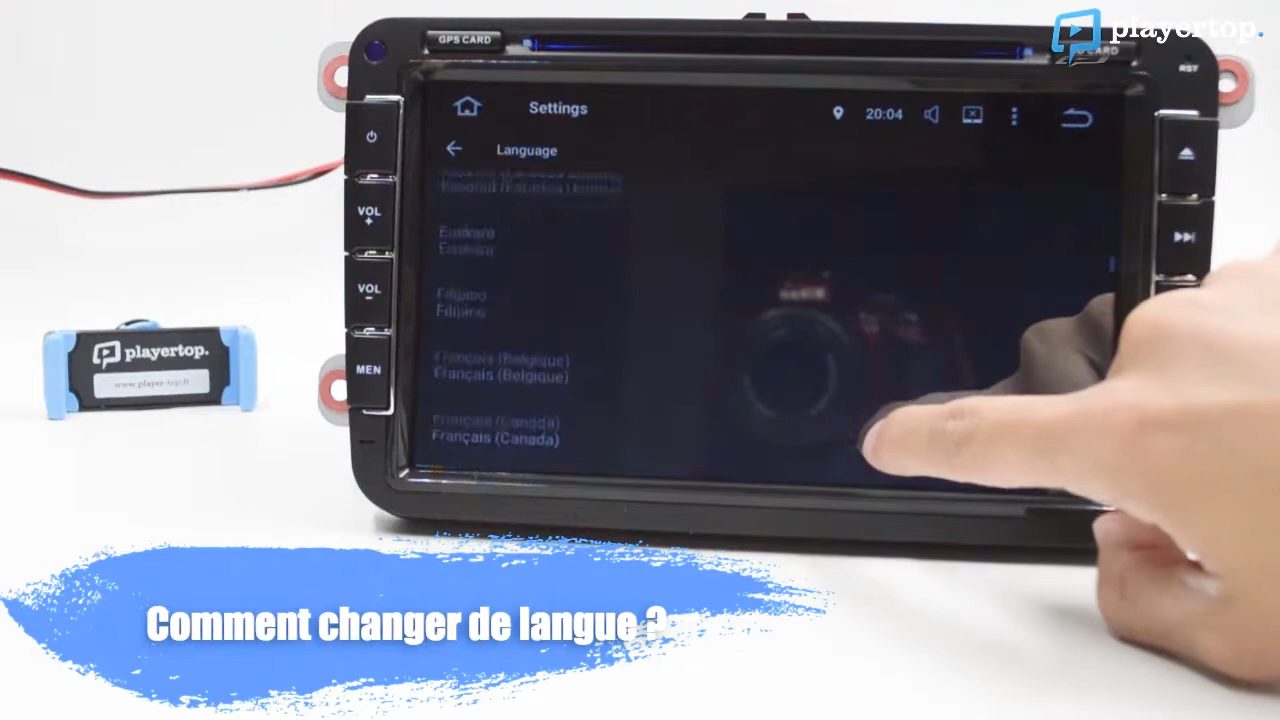 GPS CARD
playertop.
CARD
RST
Settings
20:04
Language
VOL
+
Euskara
Euskara
VOL
-
Filipino
Filipino
MEN
Français (Belgique)
Français (Belgique)
Français (Canada)
Français (Canada)
playertop.
www.player-top.fr
Comment changer de langue ?